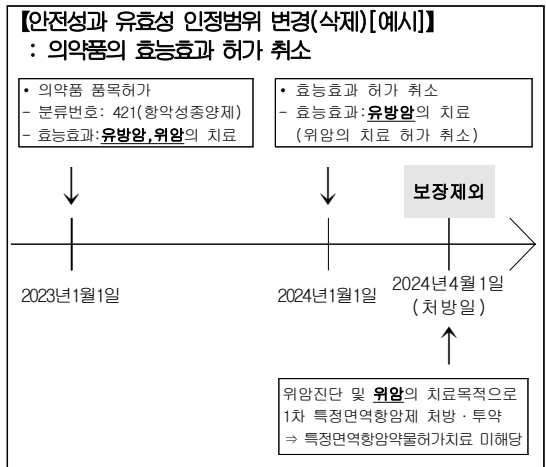 【안전성과 유효성 인정범위 변경(삭제)[예시]】
: 의약품의 효능효과 허가 취소
• 의약품 품목허가
- 분류번호: 421(항악성종양제)
- 효능효과:유방암,위암의 치료
• 효능효과 허가 취소
- 효능효과:유방암의 치료
(위암의 치료 허가 취소)
보장제외
2023년1월1일
2024년1월1일
2024년4월1일
(처방일)
위암진단 및 위암의 치료목적으로
1차 특정면역항암제 처방·투약
⇒ 특정면역항암약물허가치료 미해당